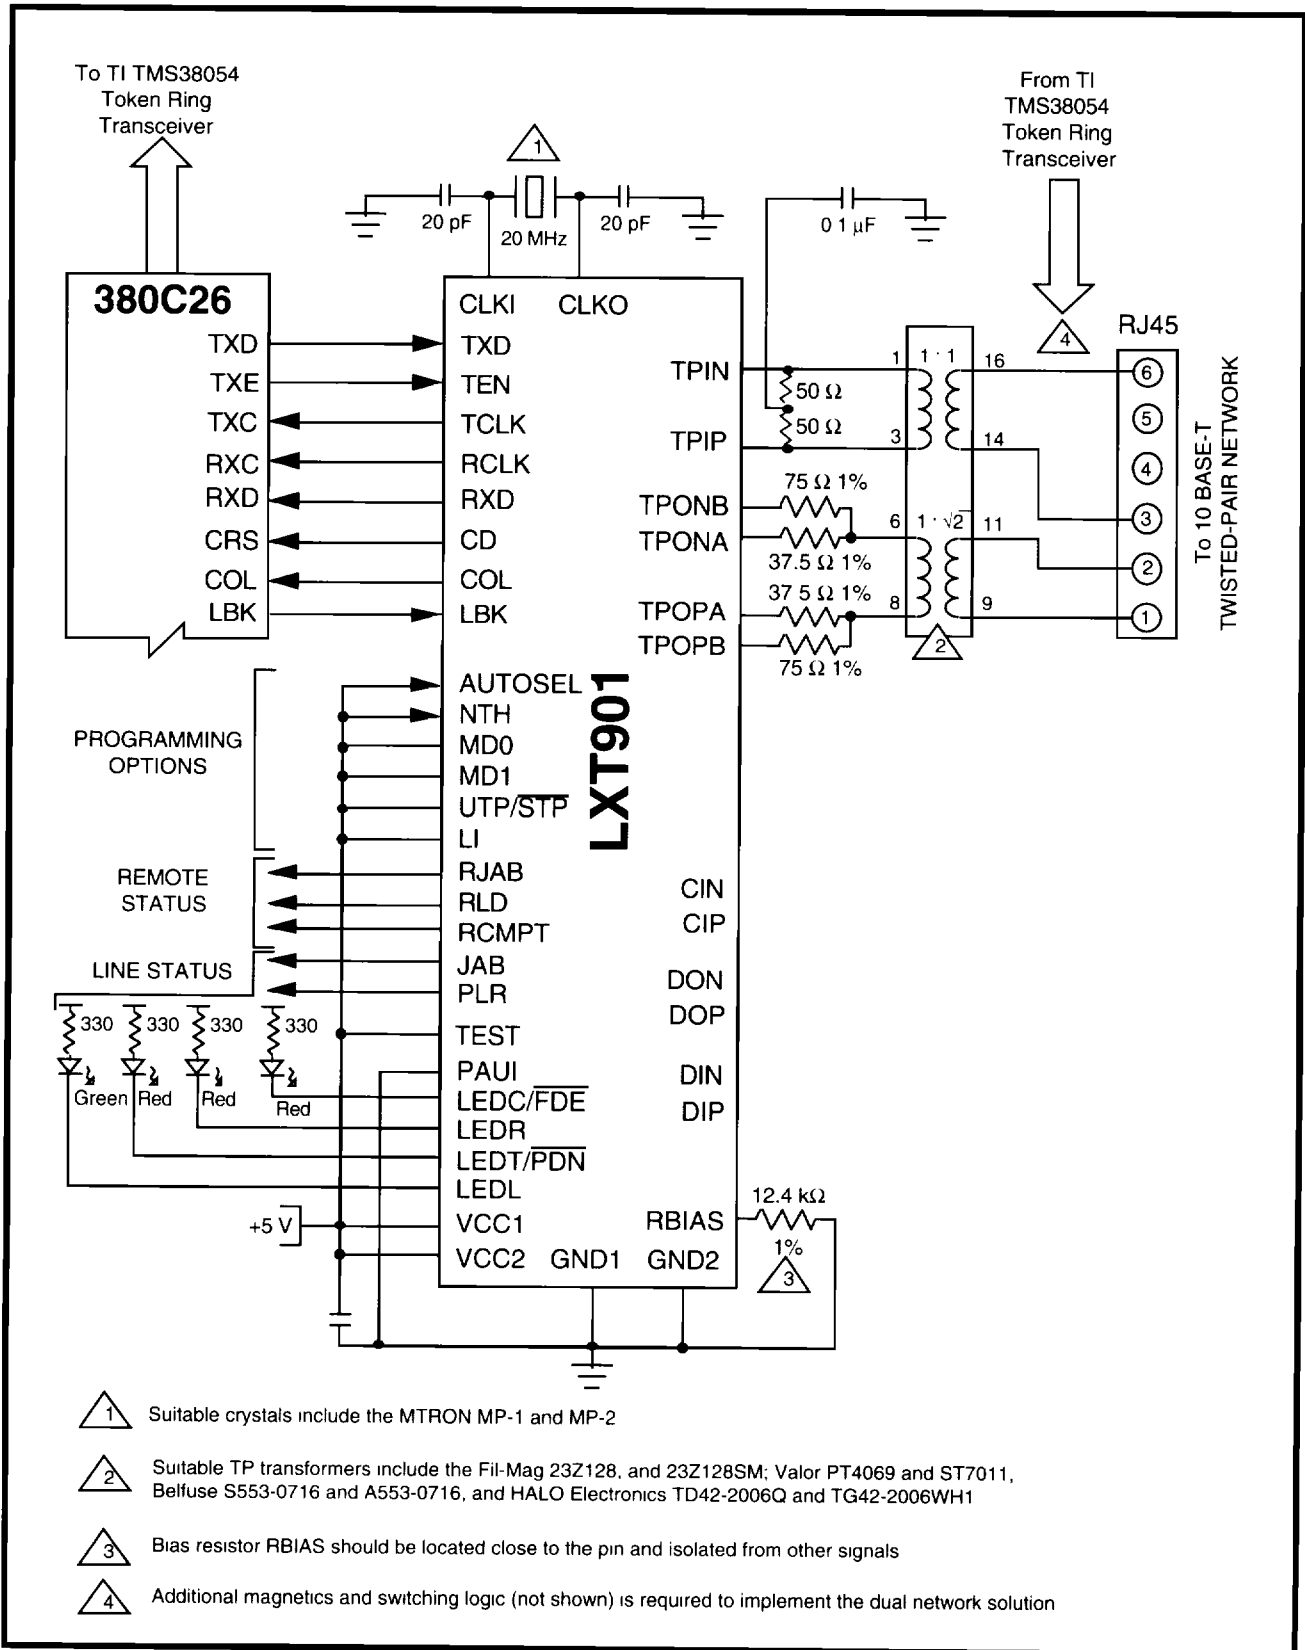 To TI TMS38054
Token Ring
Transceiver
From TI
TMS38054
Token Ring
Transceiver
1
20 pF
20 MHz
20 pF
0 1 µF
4
RJ45
380C26
TXD
TXE
TXC
RXC
RXD
CRS
COL
LBK
CLKI
CLKO
TXD
TEN
TCLK
RCLK
RXD
CD
COL
LBK
AUTOSEL
NTH
MD0
MD1
UTP/STP
LI
RJAB
RLD
RCMPT
JAB
PLR
TEST
PAUI
LEDC/FDE
LEDR
LEDT/PDN
LEDL
VCC1
VCC2
GND1
GND2
LXT901
TPIN
TPIP
TPONB
TPONA
TPOPA
TPOPB
CIN
CIP
DON
DOP
DIN
DIP
RBIAS
50 Ω
50 Ω
75 Ω 1%
37.5 Ω 1%
37 5 Ω 1%
75 Ω 1%
1
1 · 1
16
3
14
6
1 · √2
11
8
9
2
6
5
4
3
2
1
To 10 BASE-T
TWISTED-PAIR NETWORK
PROGRAMMING
OPTIONS
REMOTE
STATUS
LINE STATUS
330
330
330
330
Green
Red
Red
Red
+5 V
12.4 kΩ
1%
3
1 Suitable crystals include the MTRON MP-1 and MP-2
2 Suitable TP transformers include the Fil-Mag 23Z128, and 23Z128SM; Valor PT4069 and ST7011,
Belfuse S553-0716 and A553-0716, and HALO Electronics TD42-2006Q and TG42-2006WH1
3 Bias resistor RBIAS should be located close to the pin and isolated from other signals
4 Additional magnetics and switching logic (not shown) is required to implement the dual network solution